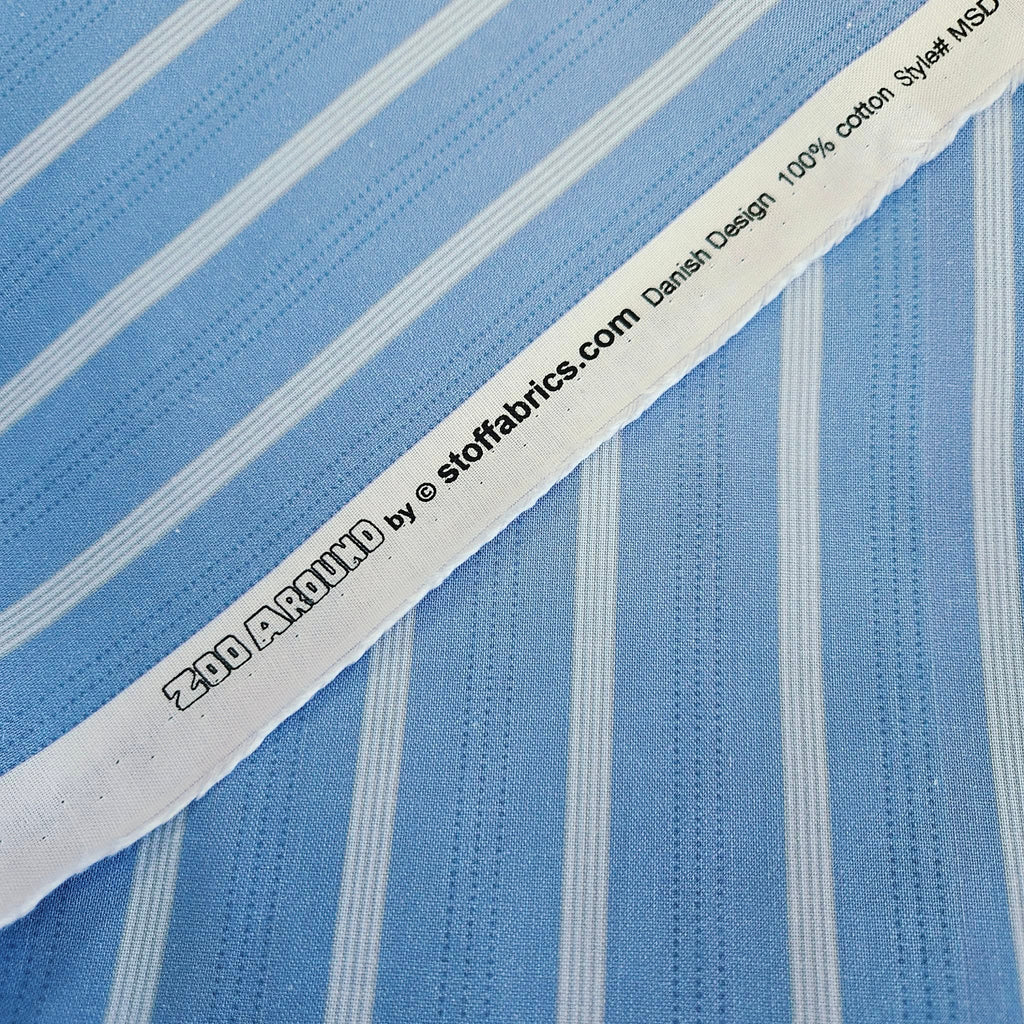 ZOO AROUND by © stoffabrics.com Danish Design 100% cotton Style# MSD